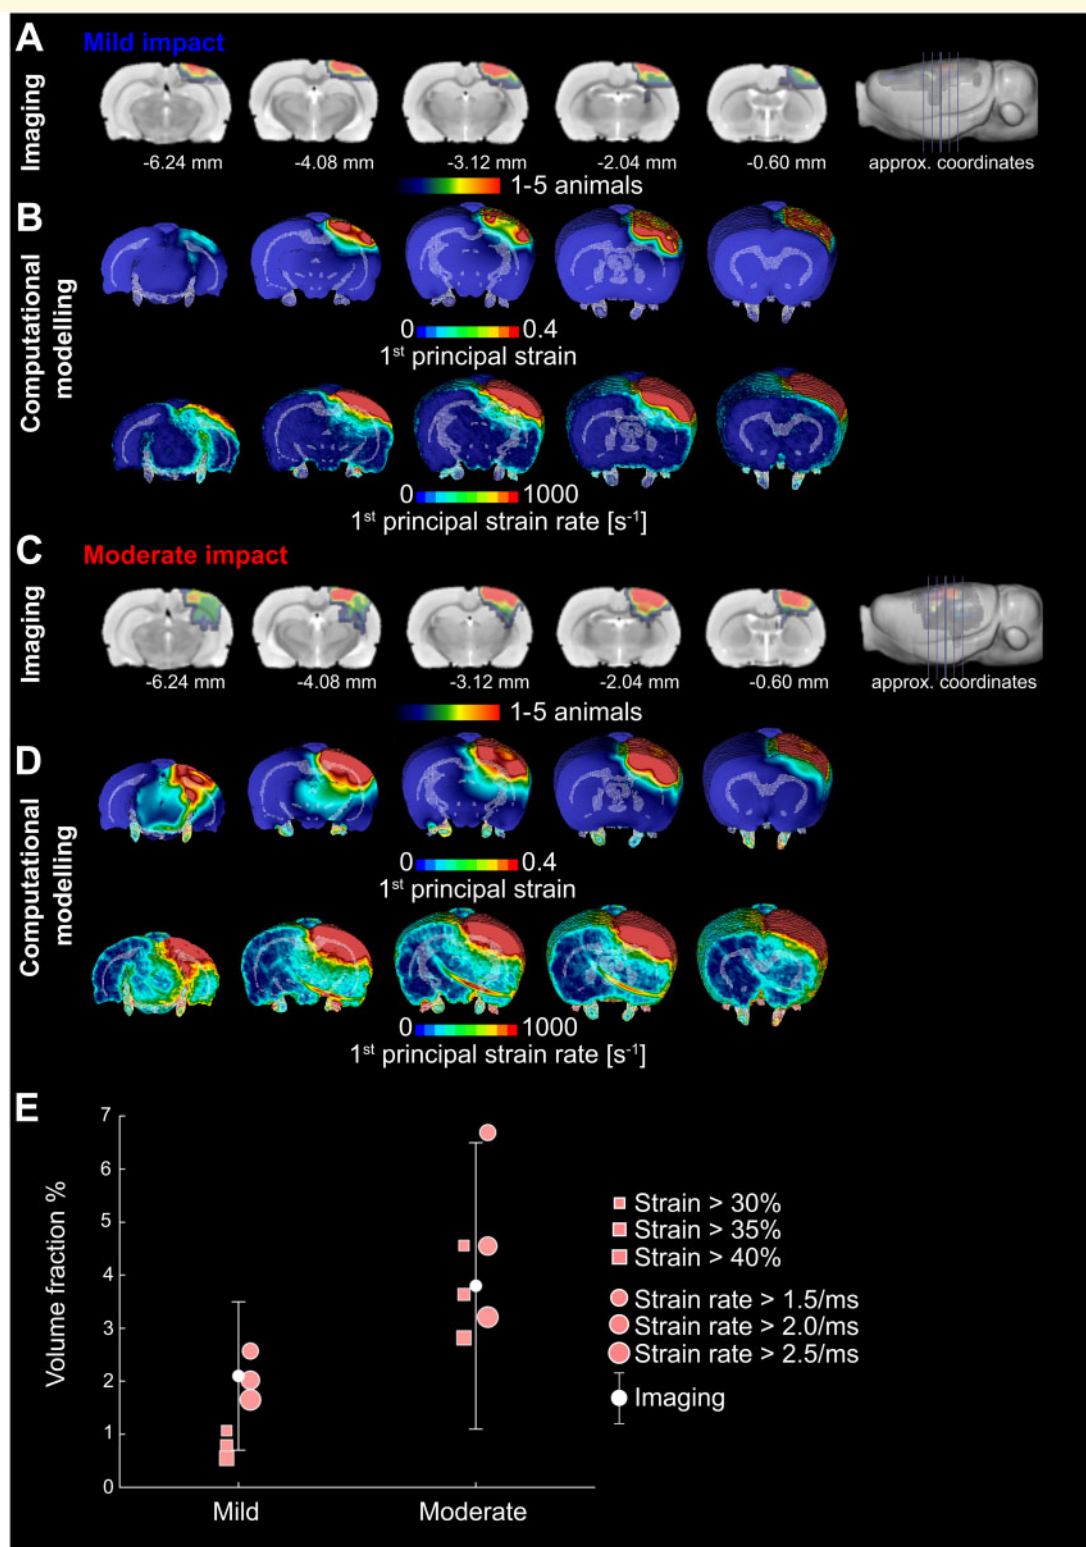 A
Mild impact
Imaging
-6.24 mm
-4.08 mm
-3.12 mm
-2.04 mm
-0.60 mm
approx. coordinates
1-5 animals
B
Computational
modelling
0
0.4
1st principal strain
0
1000
1st principal strain rate [s-1]
C
Moderate impact
Imaging
-6.24 mm
-4.08 mm
-3.12 mm
-2.04 mm
-0.60 mm
approx. coordinates
1-5 animals
D
Computational
modelling
0
0.4
1st principal strain
0
1000
1st principal strain rate [s-1]
E
Volume fraction %
7
6
5
4
3
2
1
0
Mild
Moderate
Strain > 30%
Strain > 35%
Strain > 40%
Strain rate > 1.5/ms
Strain rate > 2.0/ms
Strain rate > 2.5/ms
Imaging